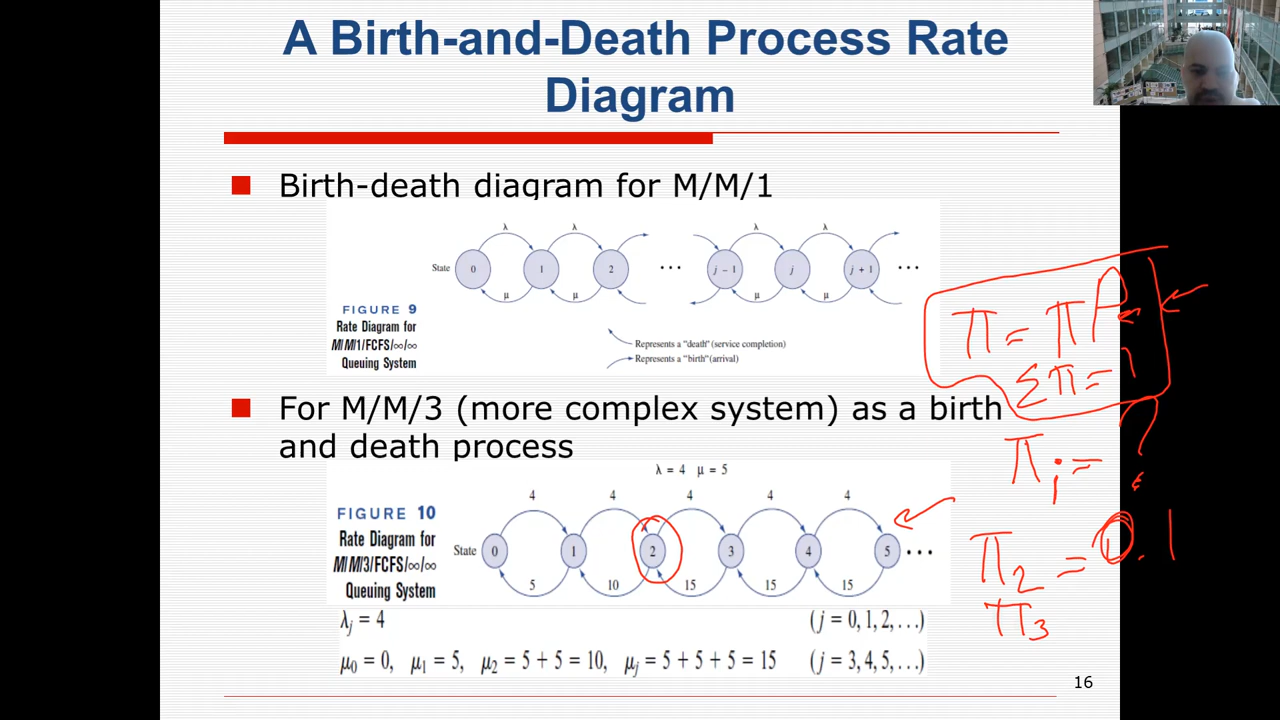 A Birth-and-Death Process Rate
Diagram
Birth-death diagram for M/M/1
λ λ λ λ
State 0 1 2 ··· j – 1 j j + 1 ···
μ μ μ μ
FIGURE 9
Rate Diagram for
M/M/1/FCFS/∞/∞
Queuing System
Represents a "death" (service completion)
Represents a "birth" (arrival)
π = π P
Σπ = 1
For M/M/3 (more complex system) as a birth
and death process
πj = ?
λ = 4 μ = 5
4 4 4 4 4
FIGURE 10
Rate Diagram for
M/M/3/FCFS/∞/∞
Queuing System
State 0 1 2 3 4 5 ···
5 10 15 15 15
π2 = 0.1
π3
λj = 4 (j = 0, 1, 2, . . .)
μ0 = 0, μ1 = 5, μ2 = 5 + 5 = 10, μj = 5 + 5 + 5 = 15 (j = 3, 4, 5, . . .)
16